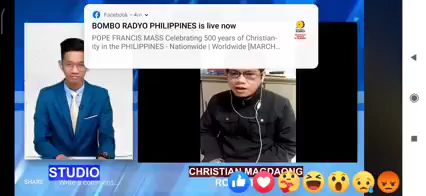 Facebook • 4m
BOMBO RADYO PHILIPPINES is live now
POPE FRANCIS MASS Celebrating 500 years of Christian-
ity in the PHILIPPINES - Nationwide | Worldwide [MARCH...
STUDIO
CHRISTIAN MAGDAONG
SHARE
Write a comment...